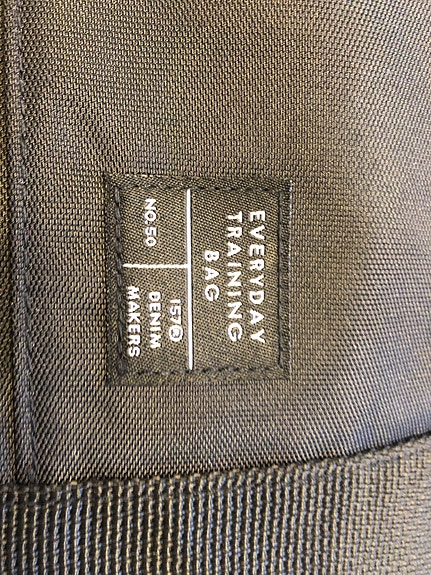 EVERYDAY
TRAINING
BAG
NO.50
157
DENIM
MAKERS